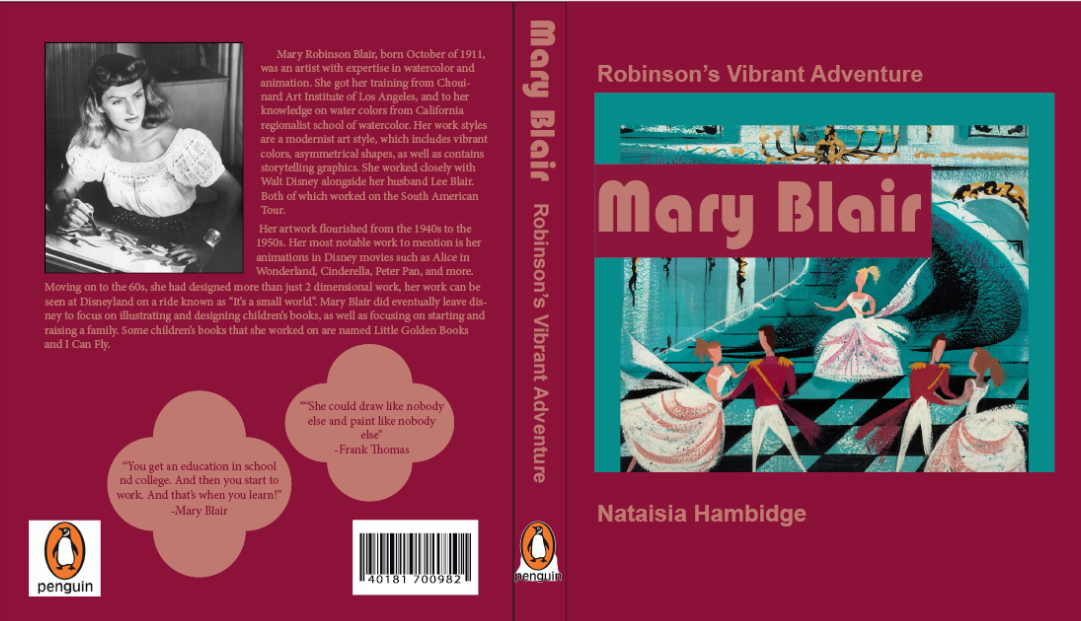 Mary Robinson Blair, born October of 1911,
was an artist with expertise in watercolor and
animation. She got her training from Choui-
nard Art Institute of Los Angeles, and to her
knowledge on water colors from California
regionalist school of watercolor. Her work styles
are a modernist art style, which includes vibrant
colors, asymmetrical shapes, as well as contains
storytelling graphics. She worked closely with
Walt Disney alongside her husband Lee Blair.
Both of which worked on the South American
Tour.
Her artwork flourished from the 1940s to the
1950s. Her most notable work to mention is her
animations in Disney movies such as Alice in
Wonderland, Cinderella, Peter Pan, and more.
Moving on to the 60s, she had designed more than just 2 dimensional work, her work can be
seen at Disneyland on a ride known as “It’s a small world”. Mary Blair did eventually leave dis-
ney to focus on illustrating and designing children’s books, as well as focusing on starting and
raising a family. Some children’s books that she worked on are named Little Golden Books
and I Can Fly.
““She could draw like nobody
else and paint like nobody
else”
-Frank Thomas
“You get an education in school
nd college. And then you start to
work. And that’s when you learn!”
-Mary Blair
penguin
40181 700982
Mary Blair
Robinson’s Vibrant Adventure
penguin
Robinson’s Vibrant Adventure
Mary Blair
Nataisia Hambidge